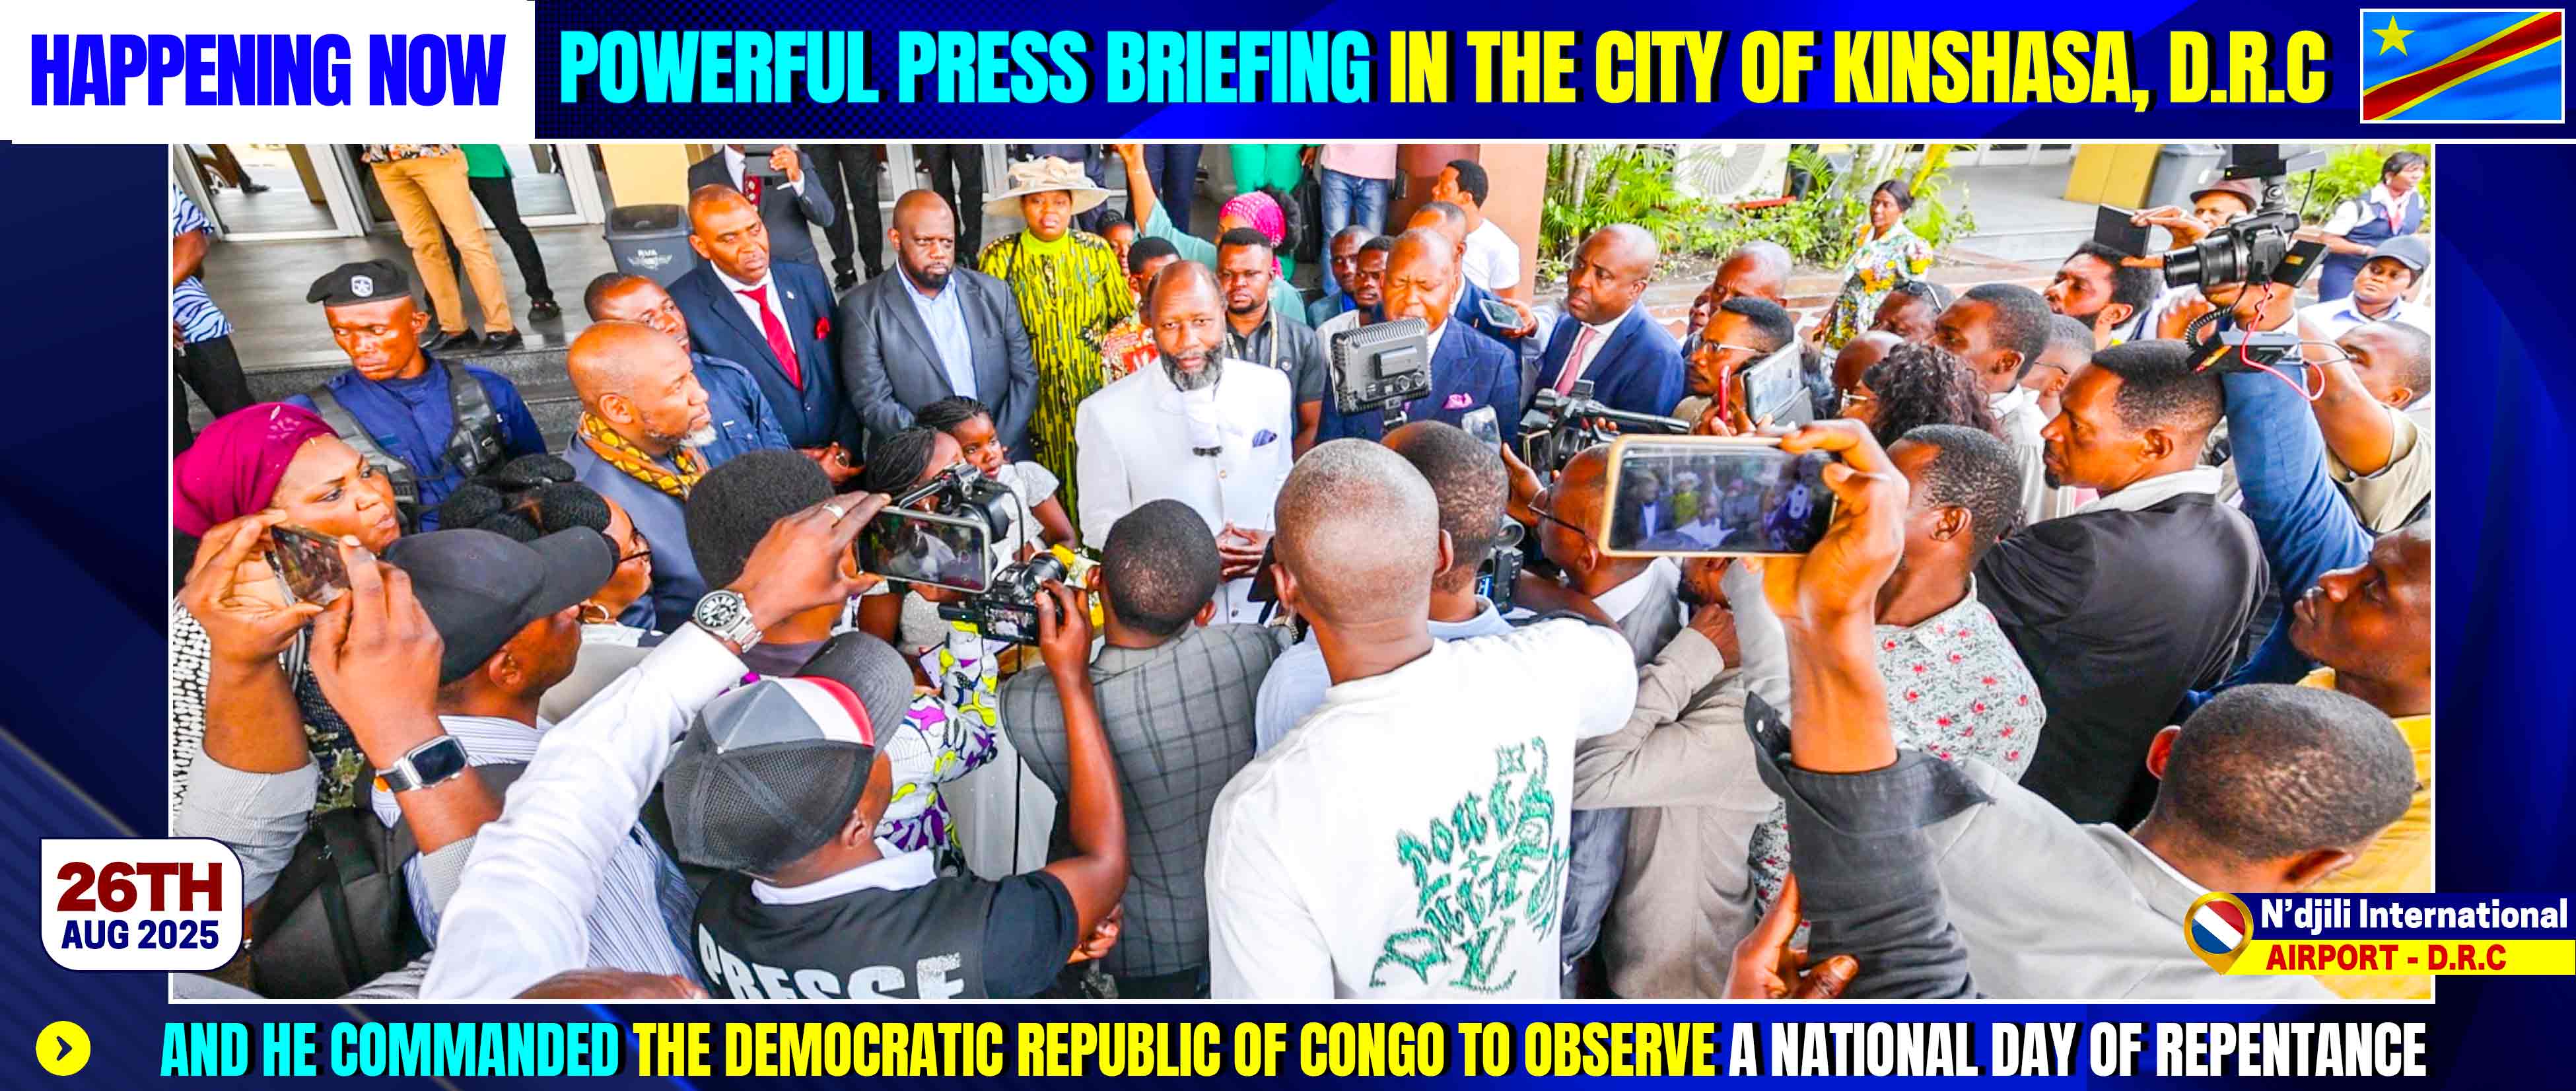 HAPPENING NOW
POWERFUL PRESS BRIEFING IN THE CITY OF KINSHASA, D.R.C
PRESSE
26TH
AUG 2025
N'djili International
AIRPORT - D.R.C
AND HE COMMANDED THE DEMOCRATIC REPUBLIC OF CONGO TO OBSERVE A NATIONAL DAY OF REPENTANCE